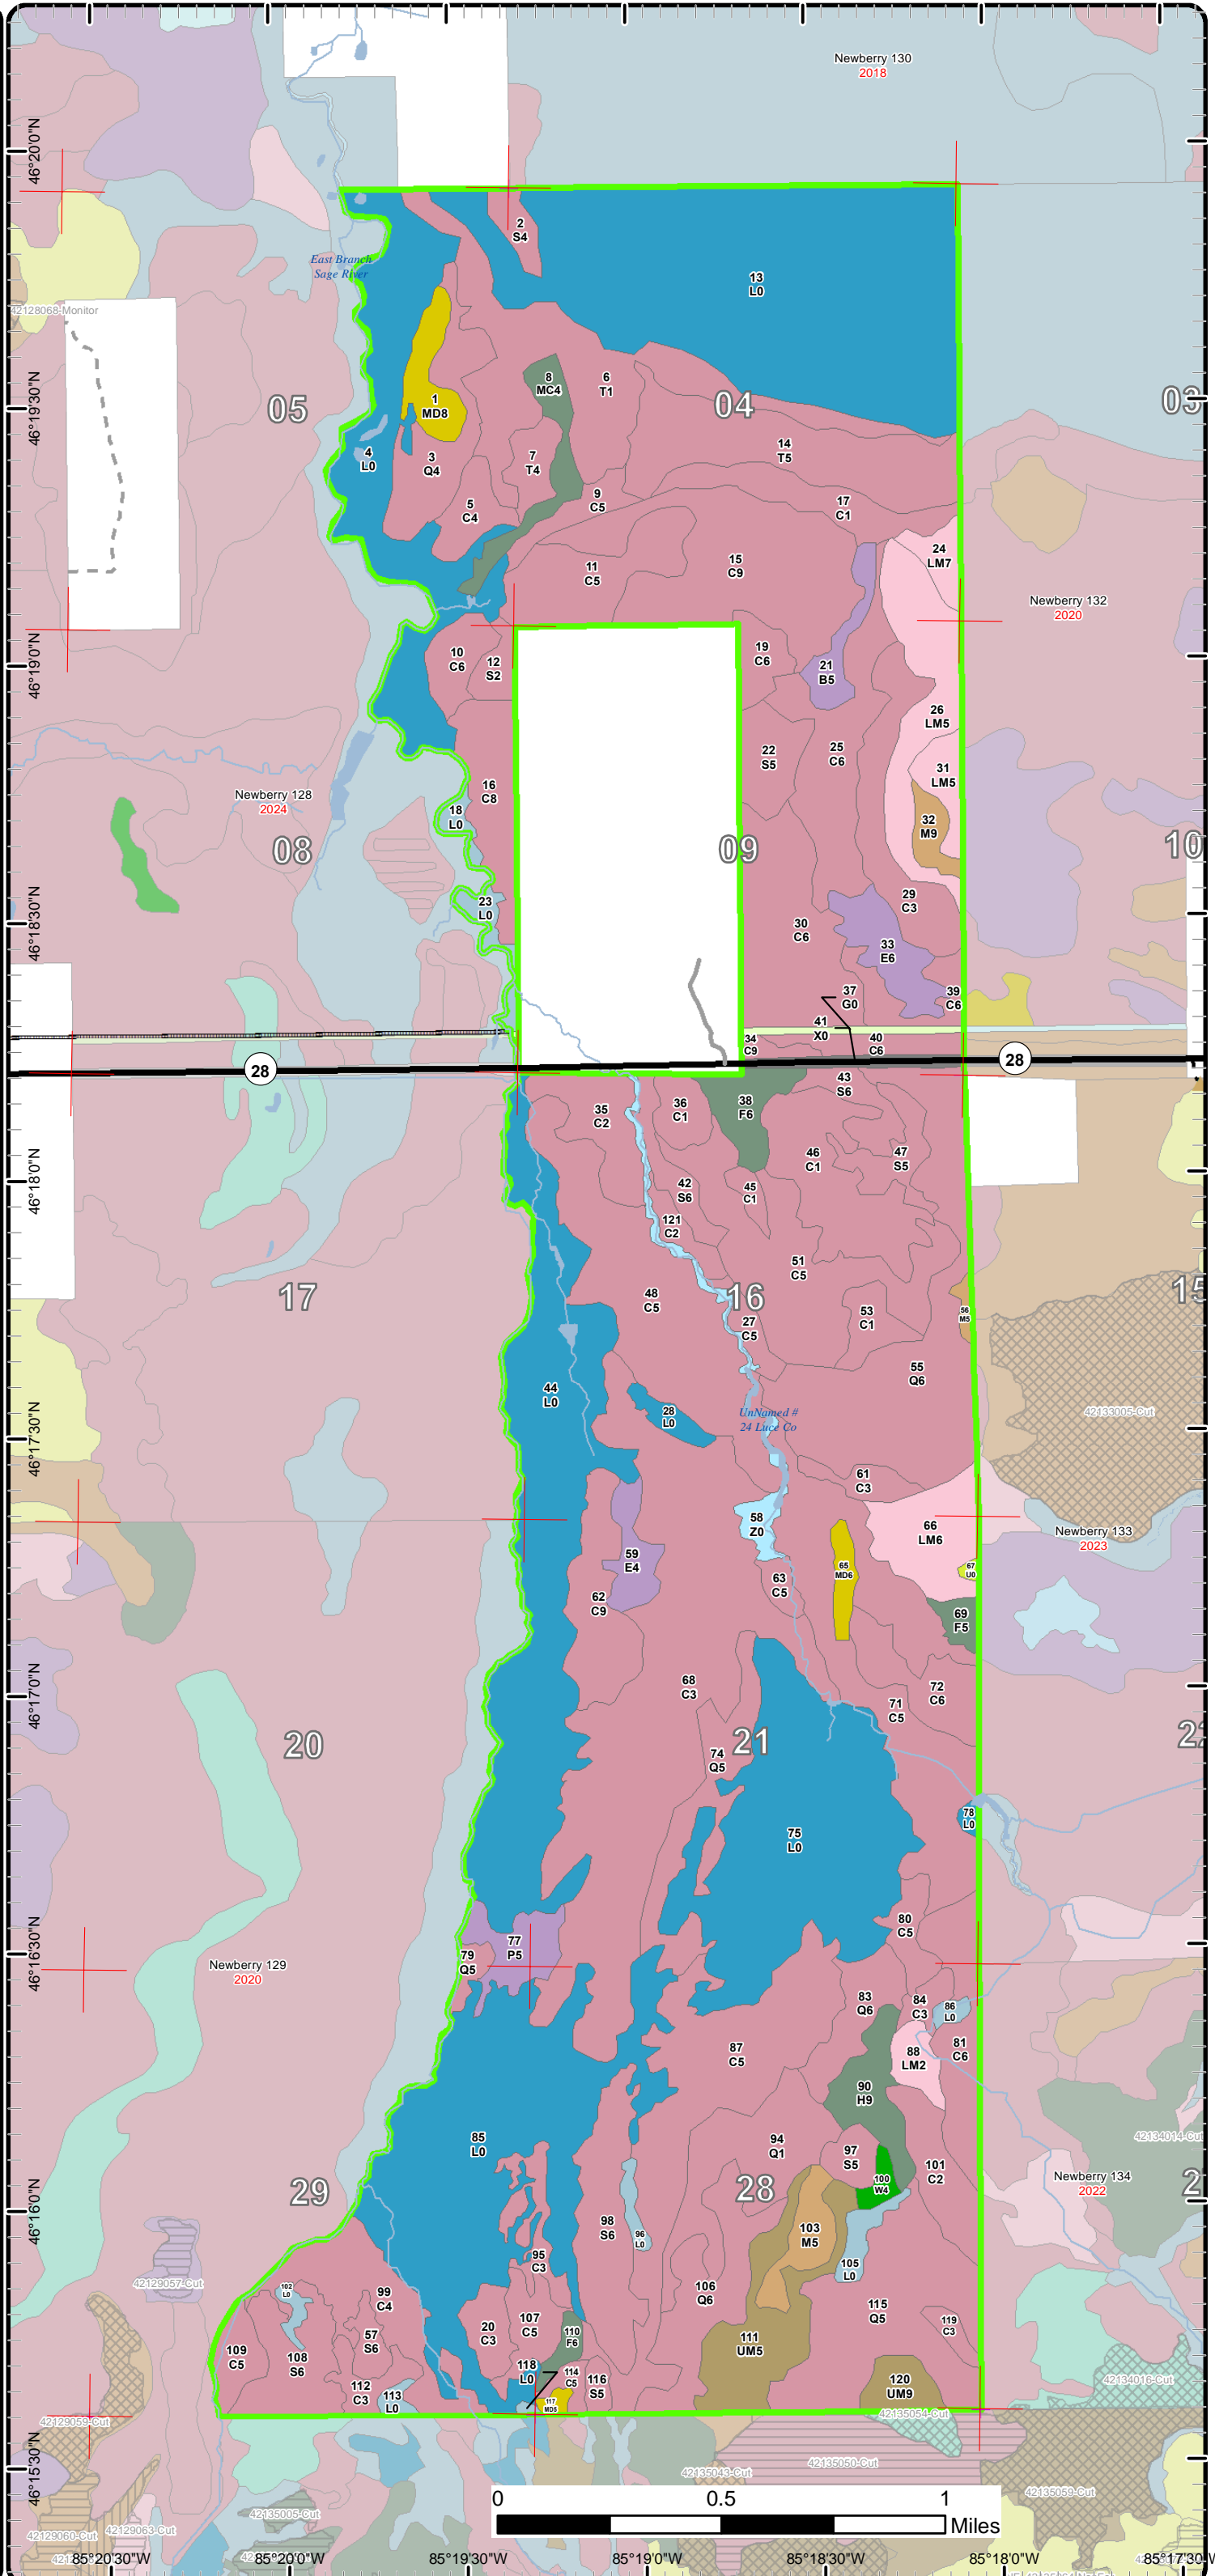 Newberry 130
2018
46°20'0"N
2
S4
East Branch
Sage River
13
L0
42128068-Monitor
8
MC4
6
T1
1
MD8
05
04
03
46°19'30"N
4
L0
3
Q4
7
T4
14
T5
5
C4
9
C5
17
C1
24
LM7
11
C5
15
C9
Newberry 132
2020
46°19'0"N
10
C6
12
S2
19
C6
21
B5
26
LM5
22
S5
25
C6
31
LM5
16
C8
Newberry 128
2024
18
L0
32
M9
08
09
10
23
L0
29
C3
46°18'30"N
30
C6
33
E6
37
G0
39
C6
41
X0
34
C9
40
C6
28
28
43
S6
35
C2
36
C1
38
F6
46
C1
47
S5
46°18'0"N
42
S6
45
C1
121
C2
51
C5
17
48
C5
16
15
27
C5
53
C1
56
M5
55
Q6
44
L0
28
L0
UnNamed #
24 Luce Co
42133005-Cut
46°17'30"N
61
C3
58
Z0
66
LM6
Newberry 133
2023
59
E4
65
MD6
67
U0
63
C5
62
C9
69
F5
46°17'0"N
68
C3
72
C6
71
C5
20
21
22
74
Q5
75
L0
78
L0
80
C5
46°16'30"N
77
P5
79
Q5
Newberry 129
2020
83
Q6
84
C3
86
L0
87
C5
88
LM2
81
C6
90
H9
85
L0
94
Q1
97
S5
42134014-Cut
101
C2
100
W4
Newberry 134
2022
46°16'0"N
29
28
2
98
S6
96
L0
103
M5
95
C3
105
L0
42129057-Cut
102
L0
99
C4
106
Q6
115
Q5
20
C3
107
C5
119
C3
57
S6
110
F6
111
UM5
109
C5
108
S6
118
L0
114
C5
116
S5
42134016-Cut
112
C3
113
L0
117
MD5
120
UM9
42129059-Cut
42135054-Cut
46°15'30"N
42135050-Cut
42135043-Cut
42135059-Cut
0 0.5 1
Miles
42135005-Cut
42129063-Cut
42129060-Cut
85°20'30"W 85°20'0"W 85°19'30"W 85°19'0"W 85°18'30"W 85°18'0"W 85°17'30"W